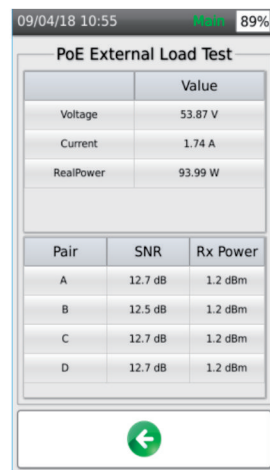 09/04/18 10:55 Main 89%
PoE External Load Test
Value
Voltage 53.87 V
Current 1.74 A
RealPower 93.99 W
Pair SNR Rx Power
A 12.7 dB 1.2 dBm
B 12.5 dB 1.2 dBm
C 12.7 dB 1.2 dBm
D 12.7 dB 1.2 dBm